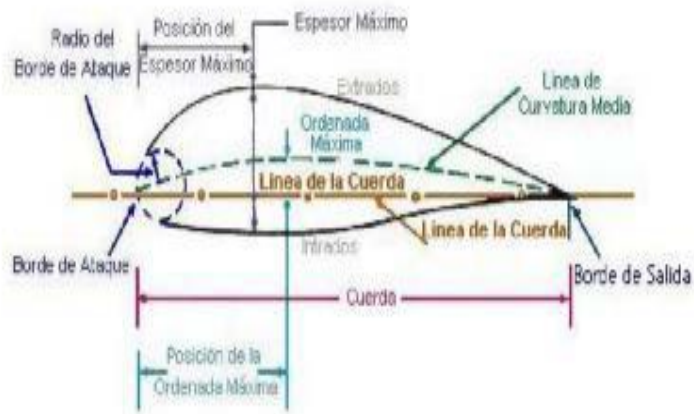 Posición del
Espesor Máximo
Espesor Máximo
Radio del
Borde de Ataque
Extrados
Linea de
Curvatura Media
Ordenada
Máxima
Linea de la Cuerda
Linea de la Cuerda
Intrados
Borde de Ataque
Borde de Salida
Cuerda
Posición de la
Ordenada Máxima